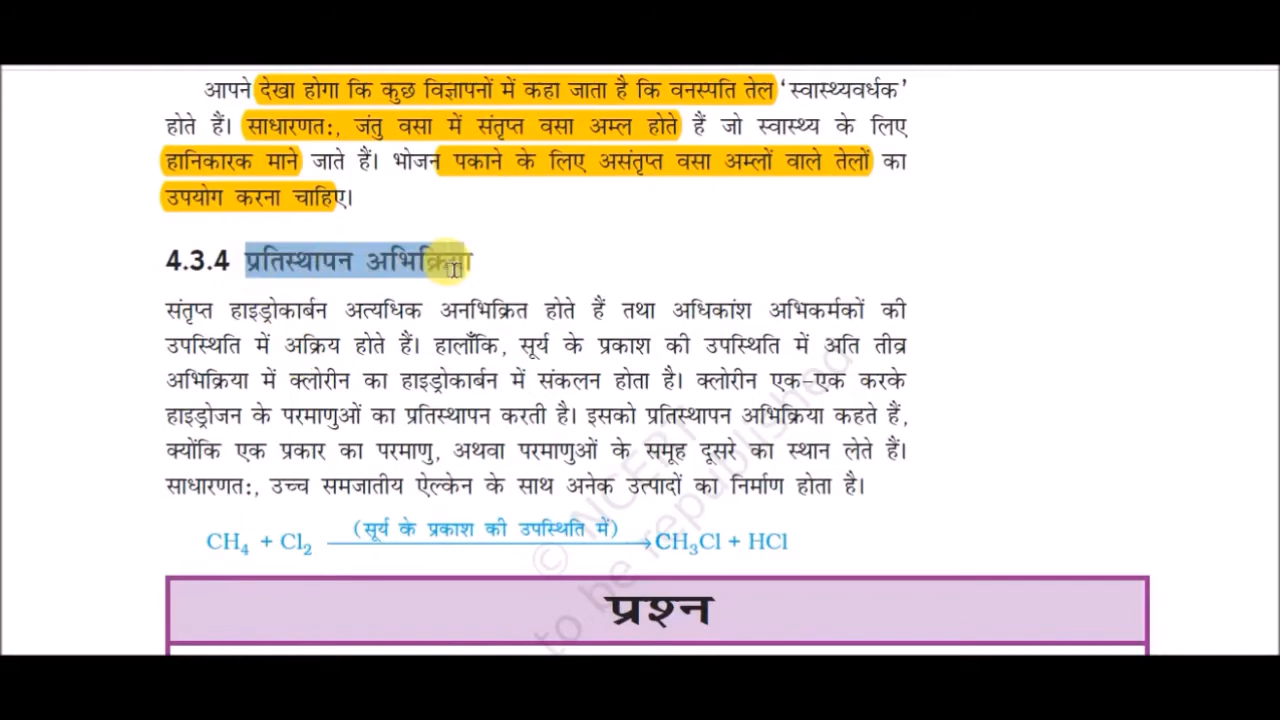 आपने देखा होगा कि कुछ विज्ञापनों में कहा जाता है कि वनस्पति तेल ‘स्वास्थ्यवर्धक’
होते हैं। साधारणत:, जंतु वसा में संतृप्त वसा अम्ल होते हैं जो स्वास्थ्य के लिए
हानिकारक माने जाते हैं। भोजन पकाने के लिए असंतृप्त वसा अम्लों वाले तेलों का
उपयोग करना चाहिए।
4.3.4 प्रतिस्थापन अभिक्रिया
संतृप्त हाइड्रोकार्बन अत्यधिक अनभिक्रित होते हैं तथा अधिकांश अभिकर्मकों की
उपस्थिति में अक्रिय होते हैं। हालाँकि, सूर्य के प्रकाश की उपस्थिति में अति तीव्र
अभिक्रिया में क्लोरीन का हाइड्रोकार्बन में संकलन होता है। क्लोरीन एक-एक करके
हाइड्रोजन के परमाणुओं का प्रतिस्थापन करती है। इसको प्रतिस्थापन अभिक्रिया कहते हैं,
क्योंकि एक प्रकार का परमाणु, अथवा परमाणुओं के समूह दूसरे का स्थान लेते हैं।
साधारणत:, उच्च समजातीय ऐल्केन के साथ अनेक उत्पादों का निर्माण होता है।
(सूर्य के प्रकाश की उपस्थिति में)
CH₄ + Cl₂ ⟶ CH₃Cl + HCl
प्रश्न
© NCERT
to be republished